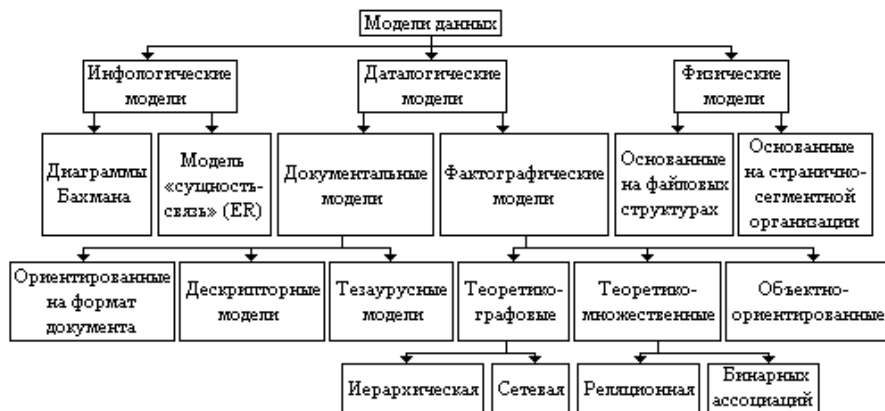 Модели данных
Инфологические
модели
Даталогические
модели
Физические
модели
Диаграммы
Бахмана
Модель
«сущность-
связь» (ER)
Документальные
модели
Фактографические
модели
Основанные
на файловых
структурах
Основанные
на странично-
сегментной
организации
Ориентированные
на формат
документа
Дескрипторные
модели
Тезаурусные
модели
Теоретико-
графовые
Теоретико-
множественные
Объектно-
ориентированные
Иерархическая
Сетевая
Реляционная
Бинарных
ассоциаций